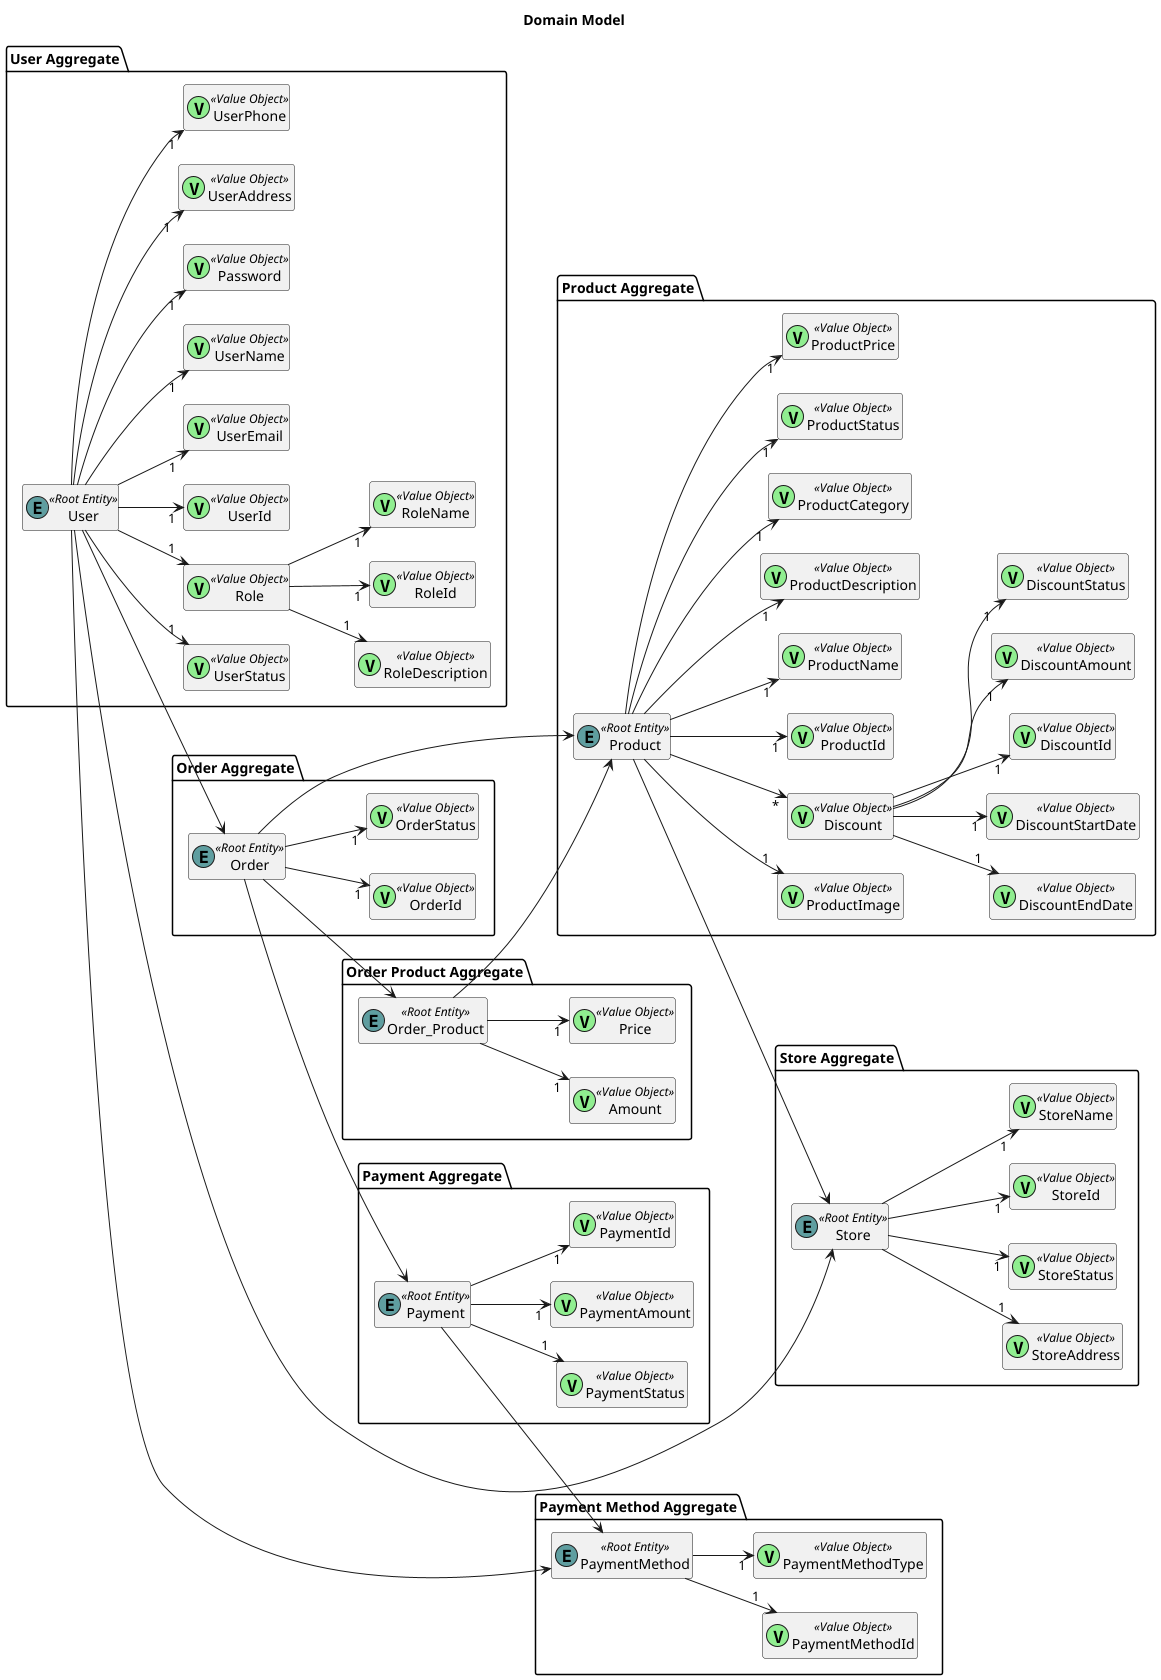 Domain Model
User Aggregate
V «Value Object»
UserPhone
1
V «Value Object»
UserAddress
1
V «Value Object»
Password
1
V «Value Object»
UserName
1
V «Value Object»
UserEmail
1
E «Root Entity»
User
V «Value Object»
UserId
1
V «Value Object»
RoleName
1
1
V «Value Object»
Role
V «Value Object»
RoleId
1
1
V «Value Object»
UserStatus
1
V «Value Object»
RoleDescription
Product Aggregate
V «Value Object»
ProductPrice
1
V «Value Object»
ProductStatus
1
V «Value Object»
ProductCategory
1
V «Value Object»
ProductDescription
1
V «Value Object»
DiscountStatus
1
V «Value Object»
ProductName
1
V «Value Object»
DiscountAmount
1
E «Root Entity»
Product
V «Value Object»
ProductId
1
V «Value Object»
DiscountId
1
*
V «Value Object»
Discount
V «Value Object»
DiscountStartDate
1
1
V «Value Object»
ProductImage
1
V «Value Object»
DiscountEndDate
Order Aggregate
E «Root Entity»
Order
V «Value Object»
OrderStatus
1
V «Value Object»
OrderId
1
Order Product Aggregate
E «Root Entity»
Order_Product
V «Value Object»
Price
1
V «Value Object»
Amount
1
Store Aggregate
V «Value Object»
StoreName
1
V «Value Object»
StoreId
1
E «Root Entity»
Store
V «Value Object»
StoreStatus
1
1
V «Value Object»
StoreAddress
Payment Aggregate
V «Value Object»
PaymentId
1
E «Root Entity»
Payment
V «Value Object»
PaymentAmount
1
1
V «Value Object»
PaymentStatus
Payment Method Aggregate
E «Root Entity»
PaymentMethod
V «Value Object»
PaymentMethodType
1
1
V «Value Object»
PaymentMethodId